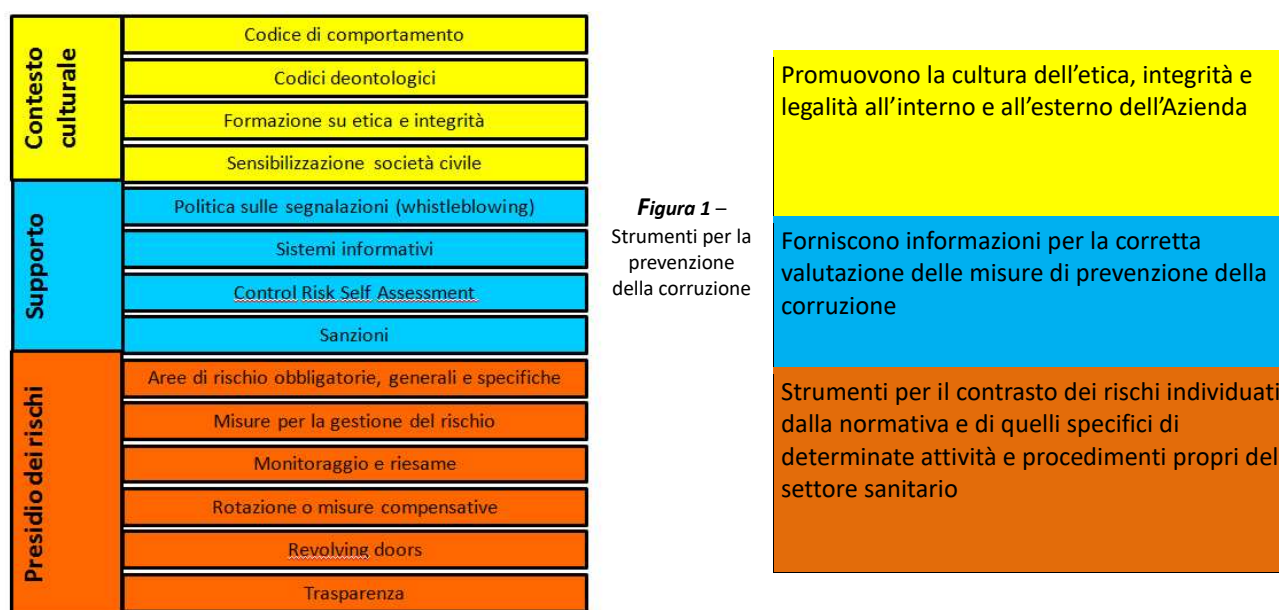 Contesto
culturale
Codice di comportamento
Codici deontologici
Formazione su etica e integrità
Sensibilizzazione società civile
Supporto
Politica sulle segnalazioni (whistleblowing)
Sistemi informativi
Control Risk Self Assessment
Sanzioni
Presidio dei rischi
Aree di rischio obbligatorie, generali e specifiche
Misure per la gestione del rischio
Monitoraggio e riesame
Rotazione o misure compensative
Revolving doors
Trasparenza
Figura 1 –
Strumenti per la
prevenzione
della corruzione
Promuovono la cultura dell’etica, integrità e
legalità all’interno e all’esterno dell’Azienda
Forniscono informazioni per la corretta
valutazione delle misure di prevenzione della
corruzione
Strumenti per il contrasto dei rischi individuati
dalla normativa e di quelli specifici di
determinate attività e procedimenti propri del
settore sanitario